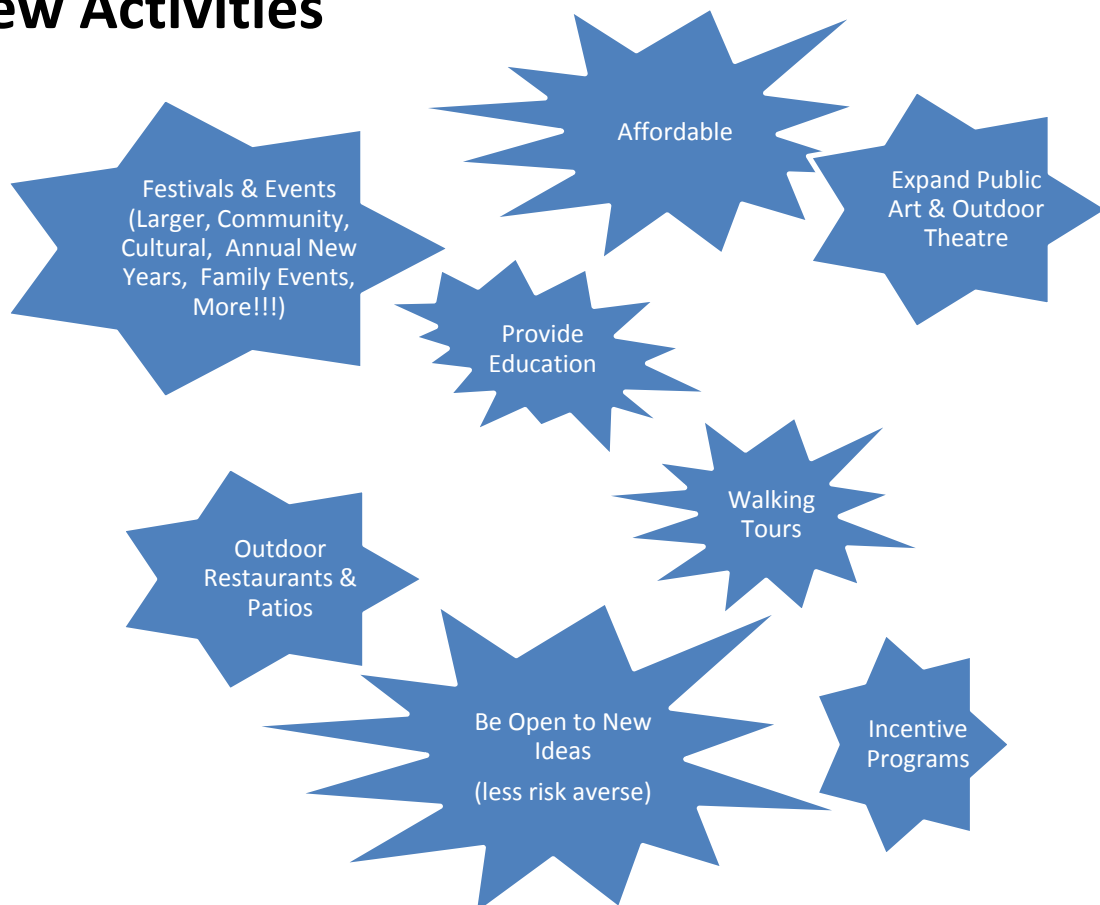 ew Activities
Affordable
Festivals & Events
(Larger, Community,
Cultural, Annual New
Years, Family Events,
More!!!)
Expand Public
Art & Outdoor
Theatre
Provide
Education
Walking
Tours
Outdoor
Restaurants &
Patios
Be Open to New
Ideas
(less risk averse)
Incentive
Programs